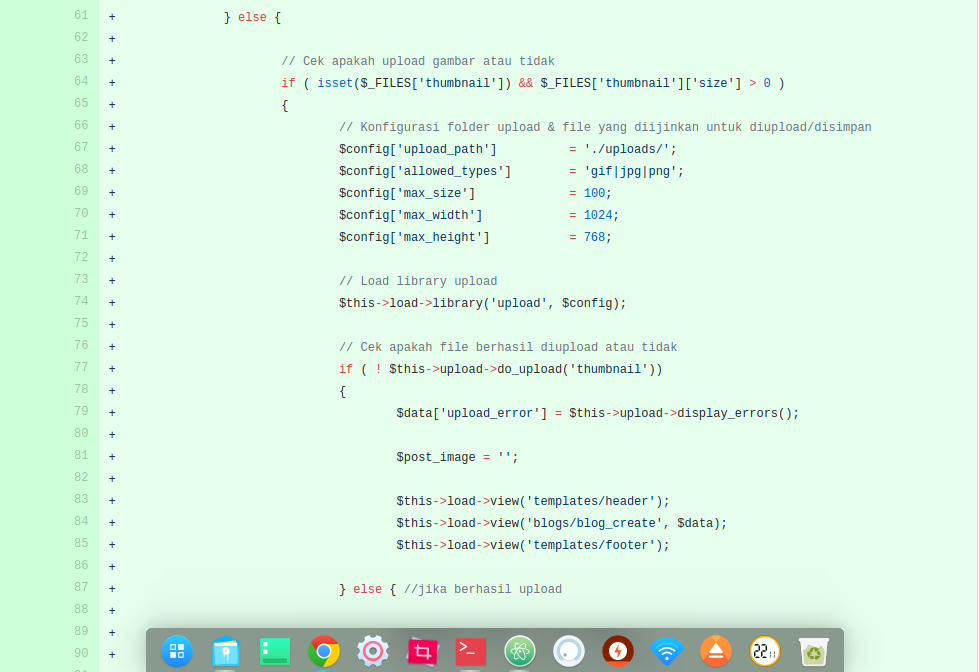 61 + } else {
62 +
63 + // Cek apakah upload gambar atau tidak
64 + if ( isset($_FILES['thumbnail']) && $_FILES['thumbnail']['size'] > 0 )
65 + {
66 + // Konfigurasi folder upload & file yang diijinkan untuk diupload/disimpan
67 + $config['upload_path'] = './uploads/';
68 + $config['allowed_types'] = 'gif|jpg|png';
69 + $config['max_size'] = 100;
70 + $config['max_width'] = 1024;
71 + $config['max_height'] = 768;
72 +
73 + // Load library upload
74 + $this->load->library('upload', $config);
75 +
76 + // Cek apakah file berhasil diupload atau tidak
77 + if ( ! $this->upload->do_upload('thumbnail'))
78 + {
79 + $data['upload_error'] = $this->upload->display_errors();
80 +
81 + $post_image = '';
82 +
83 + $this->load->view('templates/header');
84 + $this->load->view('blogs/blog_create', $data);
85 + $this->load->view('templates/footer');
86 +
87 + } else { //jika berhasil upload
88 +
89 +
90 +
22